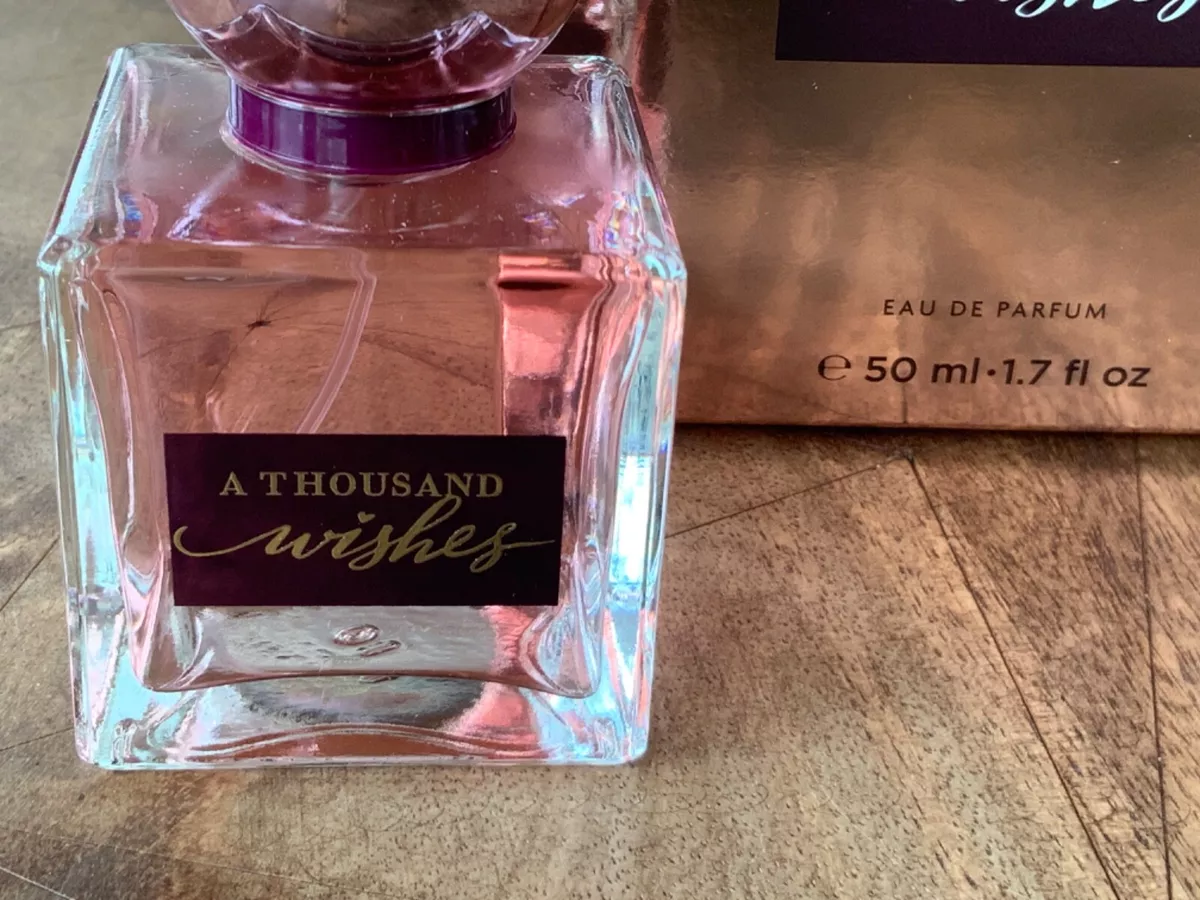 A THOUSAND
wishes
EAU DE PARFUM
℮ 50 ml·1.7 fl oz